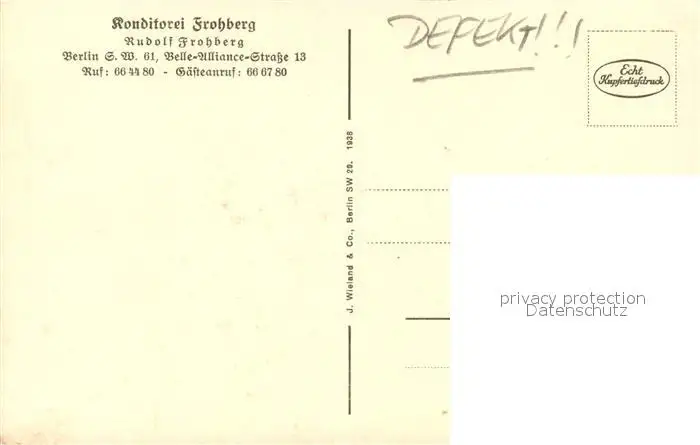 Konditorei Frohberg
Rudolf Frohberg
Berlin S. W. 61, Belle-Alliance-Straße 13
Ruf: 66 44 80 - Gästeanruf: 66 67 80
DEFEKT!!!
Echt
Kupfertiefdruck
J. Wieland & Co., Berlin SW 29. 1938
privacy protection
Datenschutz